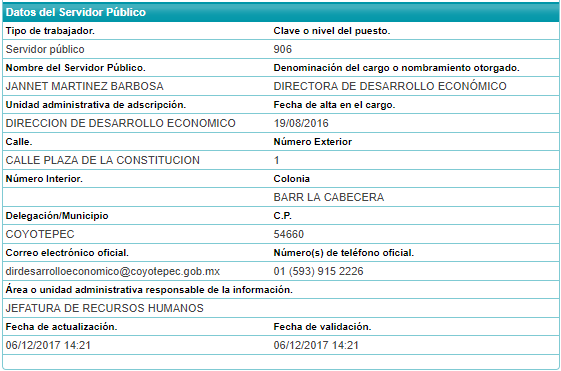 Datos del Servidor Público
Tipo de trabajador. Clave o nivel del puesto.
Servidor público 906
Nombre del Servidor Público. Denominación del cargo o nombramiento otorgado.
JANNET MARTINEZ BARBOSA DIRECTORA DE DESARROLLO ECONÓMICO
Unidad administrativa de adscripción. Fecha de alta en el cargo.
DIRECCION DE DESARROLLO ECONOMICO 19/08/2016
Calle. Número Exterior
CALLE PLAZA DE LA CONSTITUCION 1
Número Interior. Colonia
BARR LA CABECERA
Delegación/Municipio C.P.
COYOTEPEC 54660
Correo electrónico oficial. Número(s) de teléfono oficial.
dirdesarrolloeconomico@coyotepec.gob.mx 01 (593) 915 2226
Área o unidad administrativa responsable de la información.
JEFATURA DE RECURSOS HUMANOS
Fecha de actualización. Fecha de validación.
06/12/2017 14:21 06/12/2017 14:21